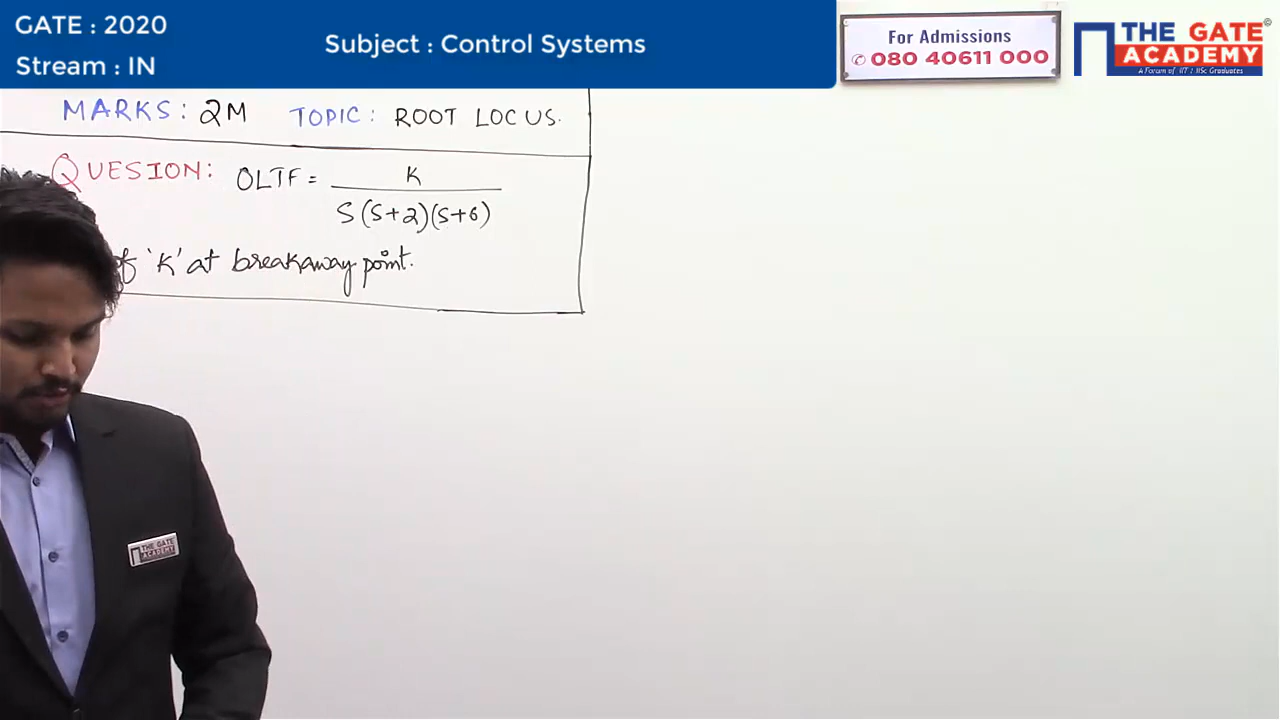 GATE : 2020
Stream : IN
Subject : Control Systems
For Admissions
✆ 080 40611 000
THE GATE ACADEMY ©
A Forum of IIT / IISc Graduates
MARKS: 2M TOPIC: ROOT LOCUS.
QUESION: OLTF = K
S(S+2)(S+6)
of 'K' at breakaway point.
THE GATE
ACADEMY